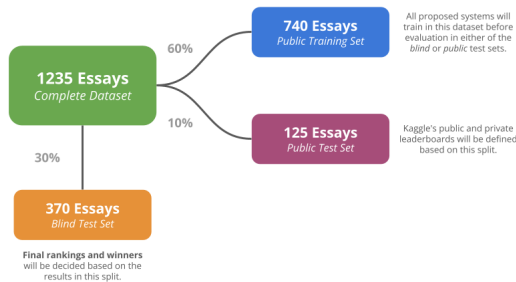 1235 Essays
Complete Dataset
60%
740 Essays
Public Training Set
All proposed systems will
train in this dataset before
evaluation in either of the
blind or public test sets.
10%
125 Essays
Public Test Set
Kaggle's public and private
leaderboards will be defined
based on this split.
30%
370 Essays
Blind Test Set
Final rankings and winners
will be decided based on the
results in this split.